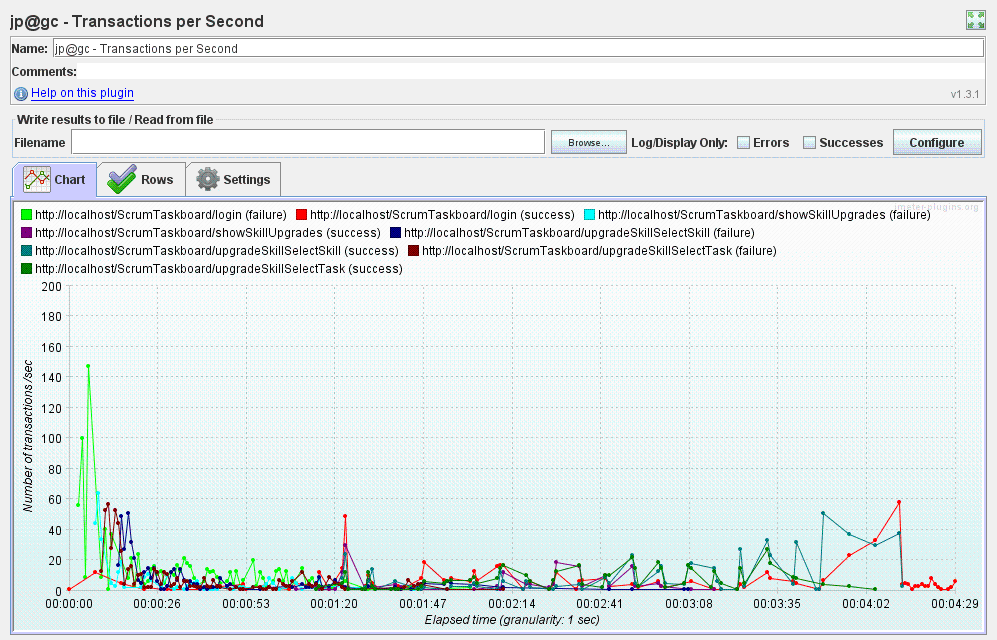 jp@gc - Transactions per Second
Name: jp@gc - Transactions per Second
Comments:
Help on this plugin v1.3.1
Write results to file / Read from file
Filename Browse... Log/Display Only: Errors Successes Configure
Chart Rows Settings
jmeter-plugins.org
http://localhost/ScrumTaskboard/login (failure) http://localhost/ScrumTaskboard/login (success) http://localhost/ScrumTaskboard/showSkillUpgrades (failure)
http://localhost/ScrumTaskboard/showSkillUpgrades (success) http://localhost/ScrumTaskboard/upgradeSkillSelectSkill (failure)
http://localhost/ScrumTaskboard/upgradeSkillSelectSkill (success) http://localhost/ScrumTaskboard/upgradeSkillSelectTask (failure)
http://localhost/ScrumTaskboard/upgradeSkillSelectTask (success)
Number of transactions /sec
200
180
160
140
120
100
80
60
40
20
0
00:00:00 00:00:26 00:00:53 00:01:20 00:01:47 00:02:14 00:02:41 00:03:08 00:03:35 00:04:02 00:04:29
Elapsed time (granularity: 1 sec)